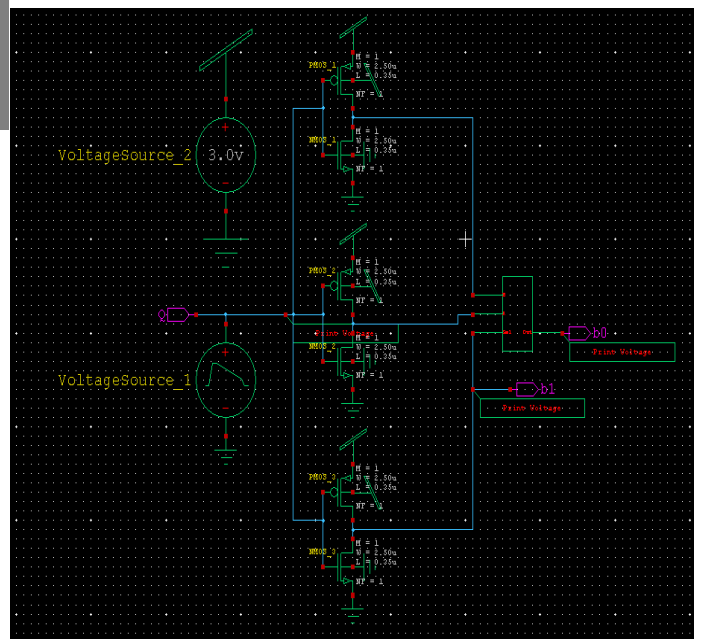 M = 1
PMOS_1
W = 2.50u
L = 0.35u
NF = 1
M = 1
NMOS_1
W = 2.50u
L = 0.35u
NF = 1
VoltageSource_2
3.0v
M = 1
PMOS_2
W = 2.50u
L = 0.35u
NF = 1
Print Voltage
M = 1
NMOS_2
W = 2.50u
L = 0.35u
NF = 1
VoltageSource_1
Out
b0
Print Voltage
b1
Print Voltage
M = 1
PMOS_3
W = 2.50u
L = 0.35u
NF = 1
M = 1
NMOS_3
W = 2.50u
L = 0.35u
NF = 1